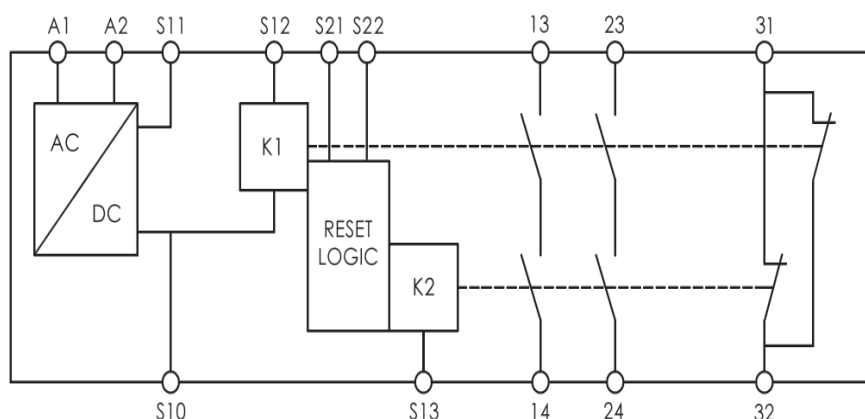 A1 A2 S11 S12 S21 S22 13 23 31
AC
K1
DC
RESET
LOGIC
K2
S10 S13 14 24 32